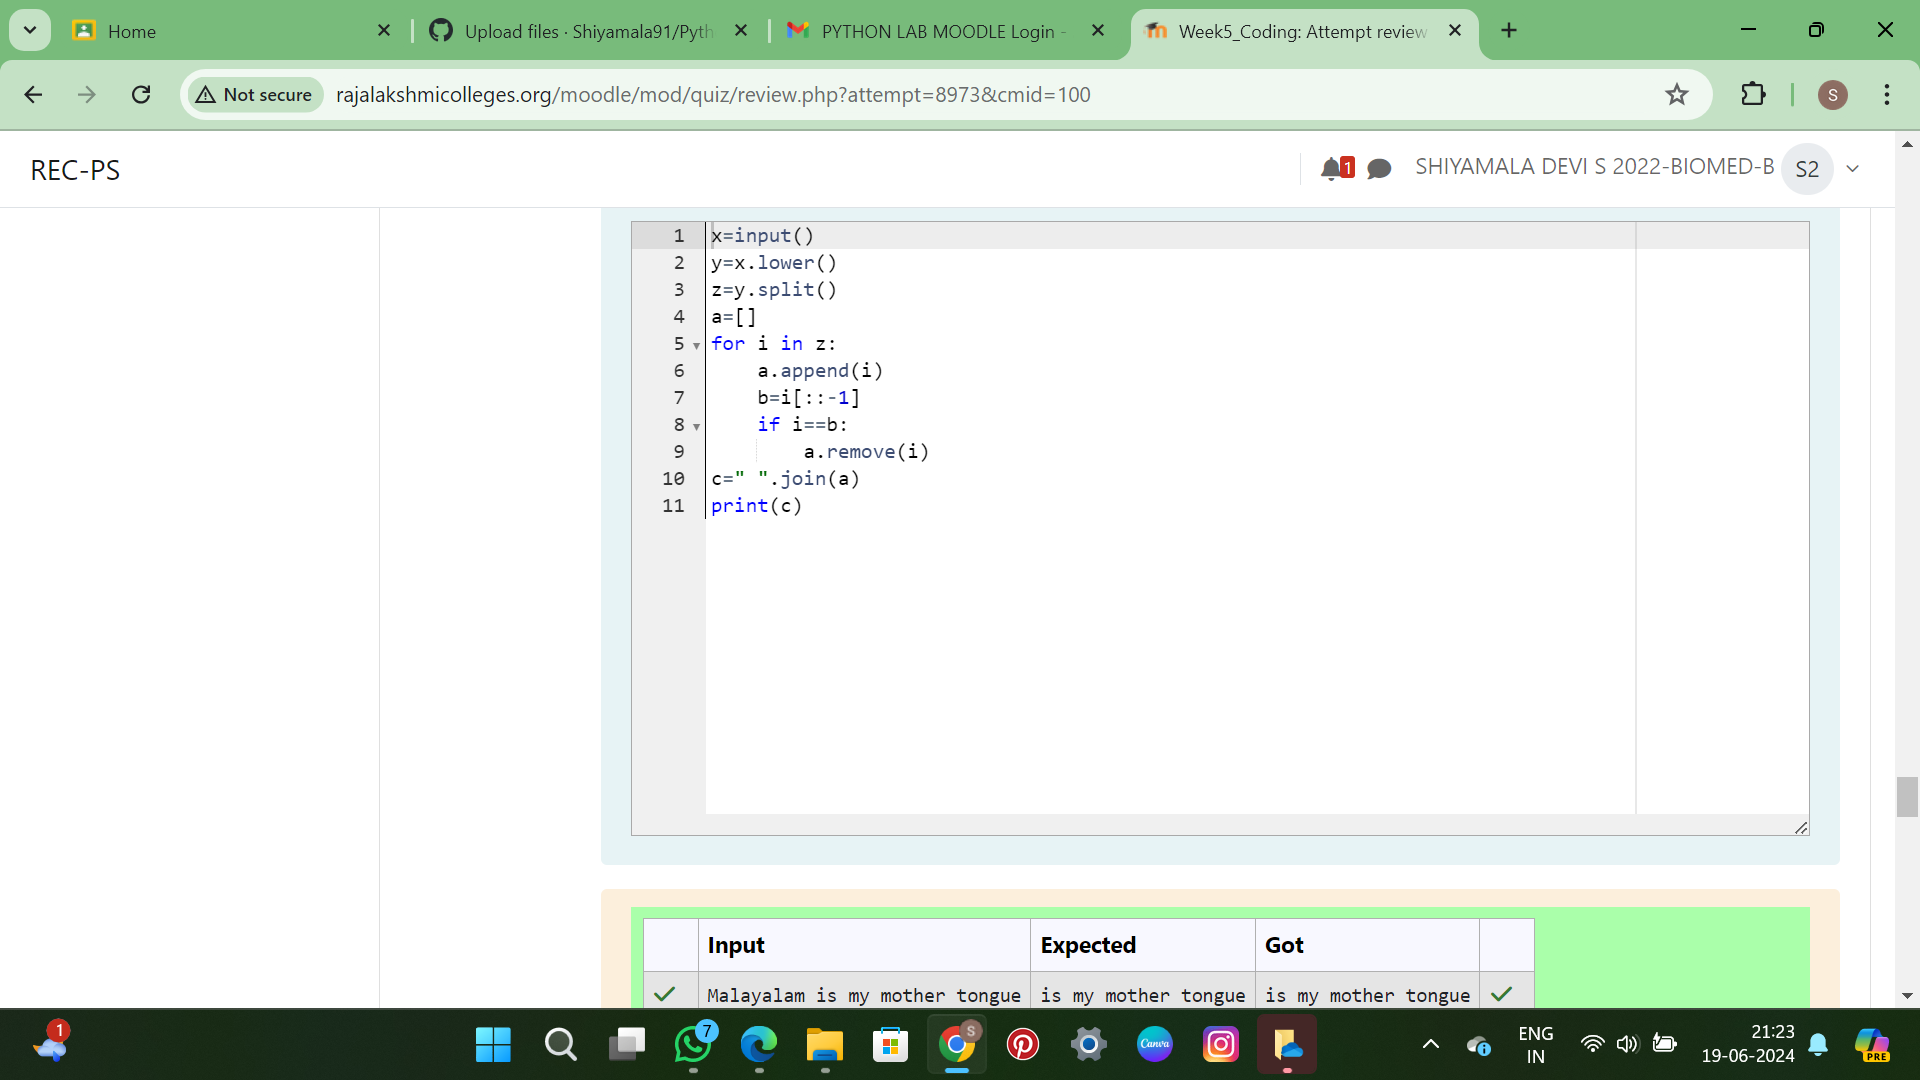 Home
Upload files · Shiyamala91/Pyth
PYTHON LAB MOODLE Login -
Week5_Coding: Attempt review
Not secure
rajalakshmicolleges.org/moodle/mod/quiz/review.php?attempt=8973&cmid=100
S
REC-PS
1
SHIYAMALA DEVI S 2022-BIOMED-B
S2
1 x=input()
2 y=x.lower()
3 z=y.split()
4 a=[]
5 for i in z:
6     a.append(i)
7     b=i[::-1]
8     if i==b:
9         a.remove(i)
10 c=" ".join(a)
11 print(c)
Input Expected Got
Malayalam is my mother tongue is my mother tongue is my mother tongue
1
7
S
Canva
ENG
IN
21:23
19-06-2024
PRE